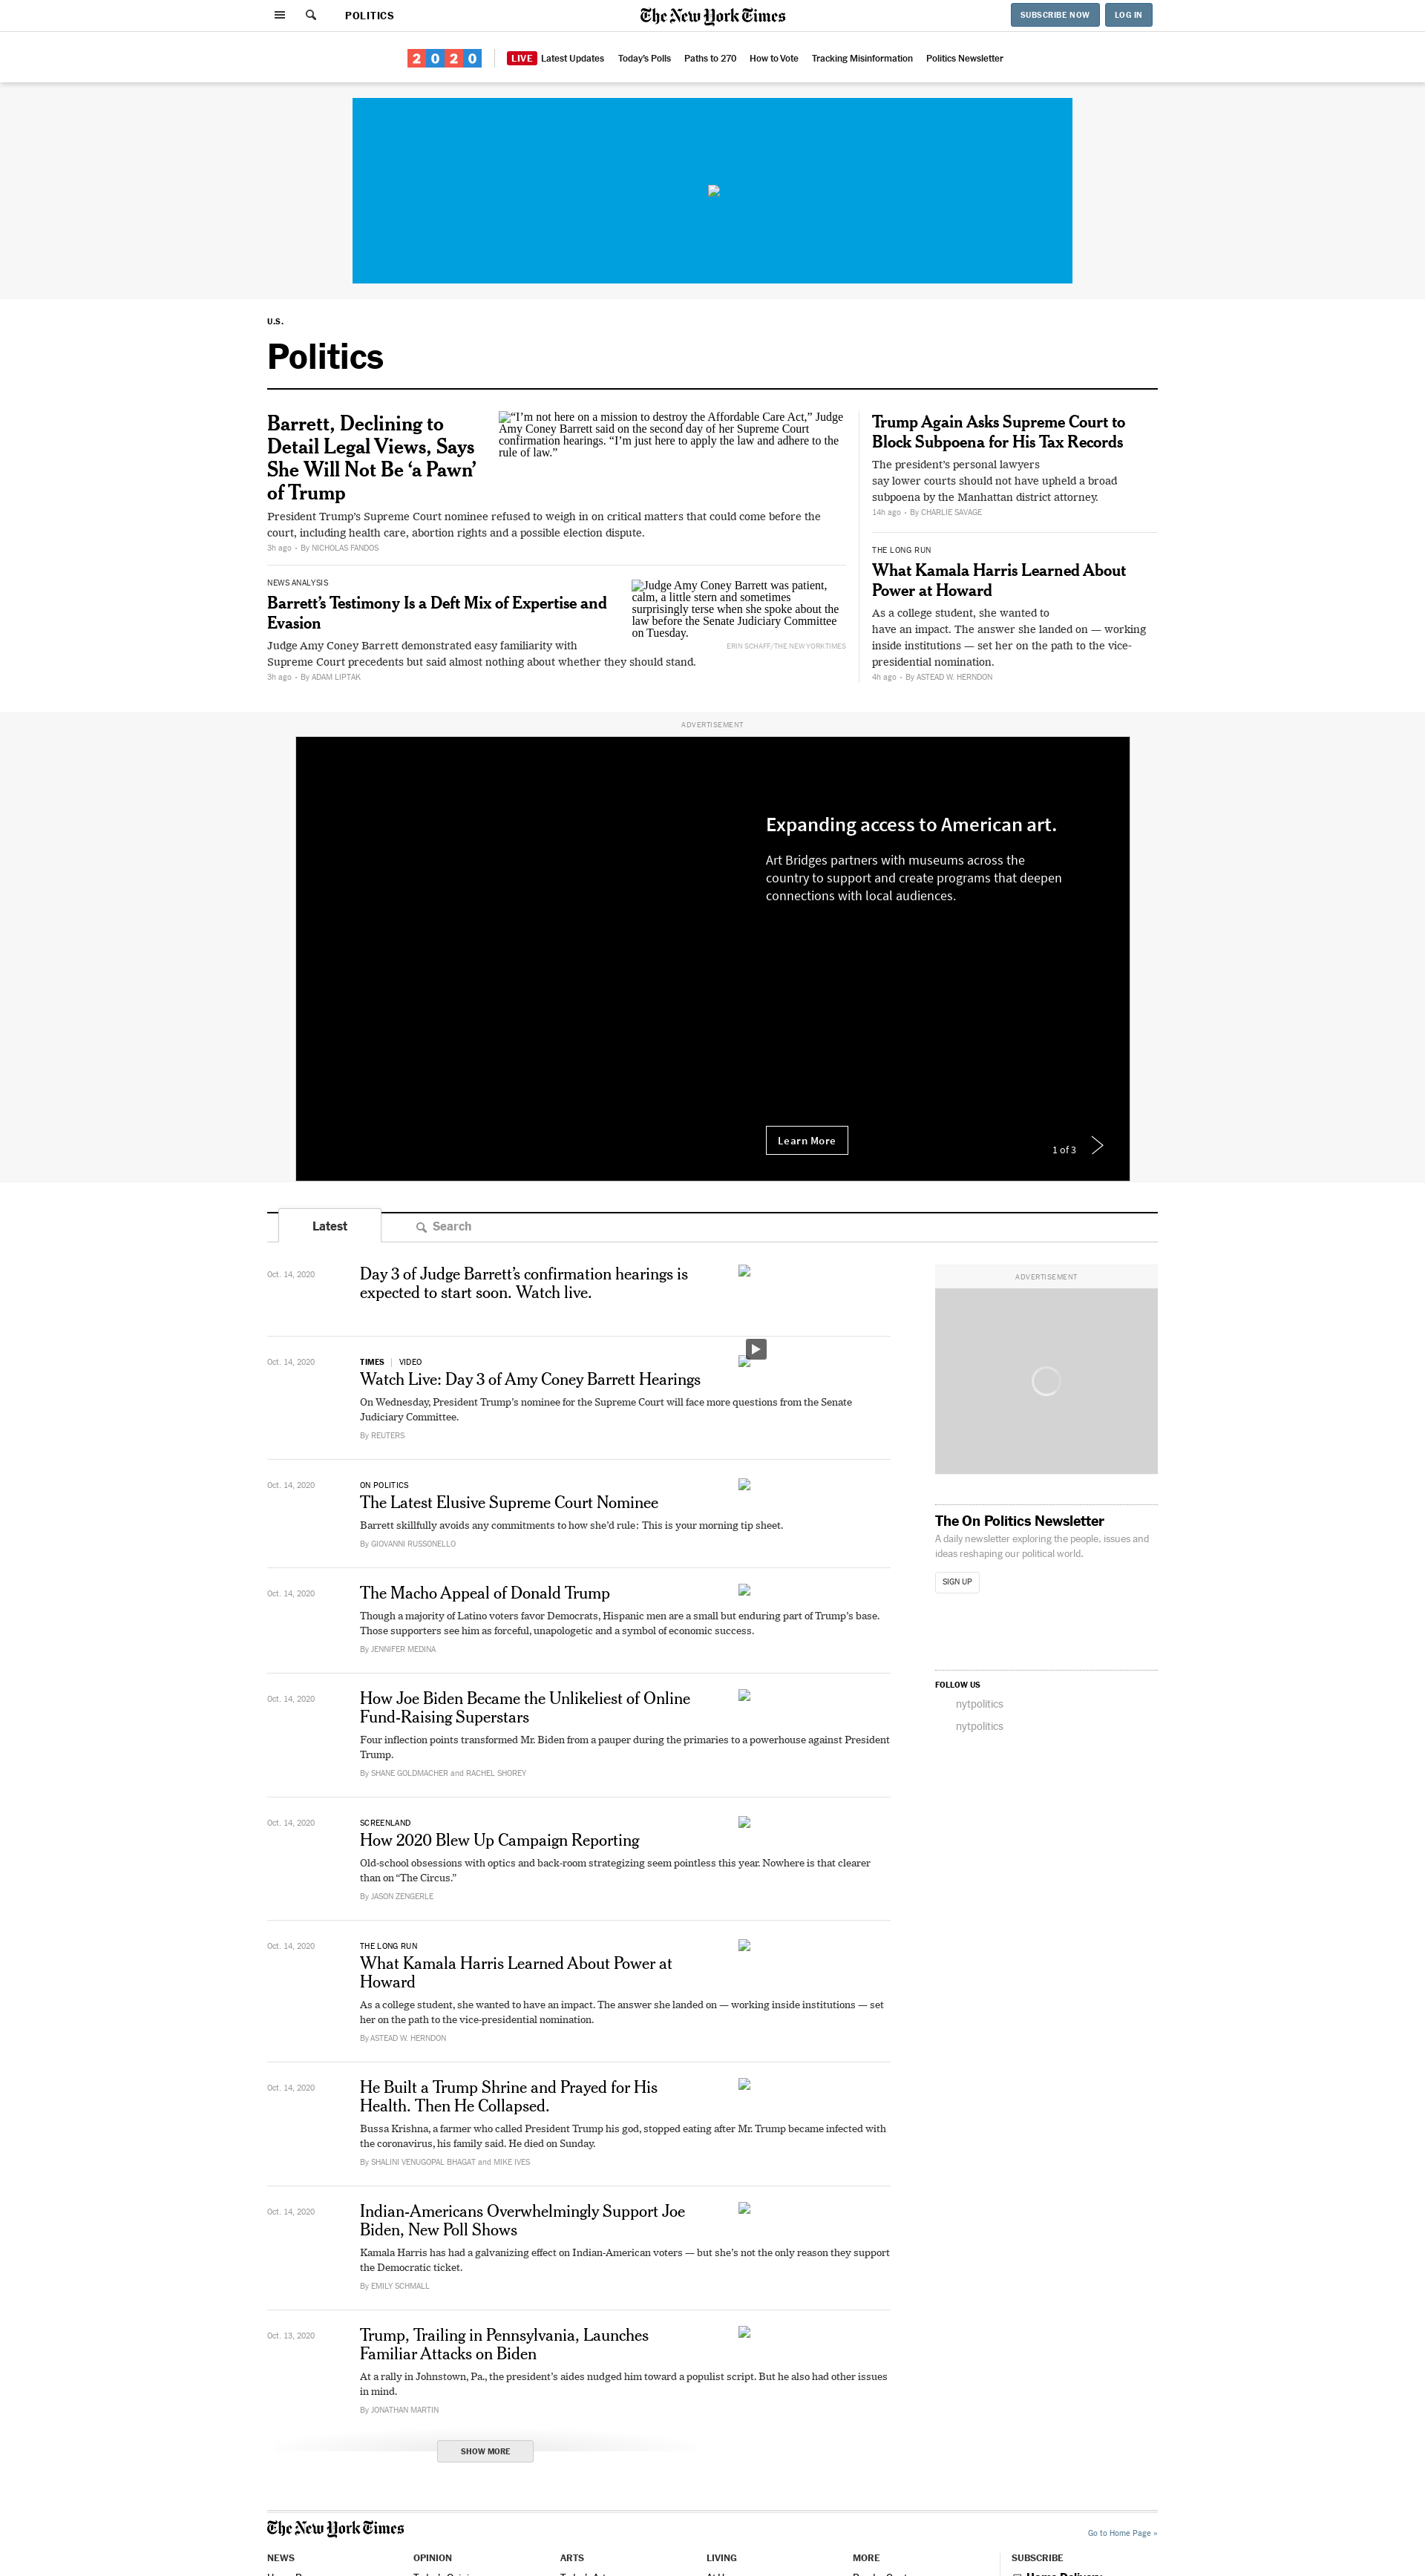 POLITICS
The New York Times
SUBSCRIBE NOW
LOG IN
2020
LIVE Latest Updates
Today's Polls
Paths to 270
How to Vote
Tracking Misinformation
Politics Newsletter
U.S.
Politics
Barrett, Declining to
Detail Legal Views, Says
She Will Not Be ‘a Pawn’
of Trump
“I’m not here on a mission to destroy the Affordable Care Act,” Judge
Amy Coney Barrett said on the second day of her Supreme Court
confirmation hearings. “I’m just here to apply the law and adhere to the
rule of law.”
President Trump’s Supreme Court nominee refused to weigh in on critical matters that could come before the
court, including health care, abortion rights and a possible election dispute.
3h ago • By NICHOLAS FANDOS
NEWS ANALYSIS
Barrett’s Testimony Is a Deft Mix of Expertise and
Evasion
Judge Amy Coney Barrett was patient,
calm, a little stern and sometimes
surprisingly terse when she spoke about the
law before the Senate Judiciary Committee
on Tuesday.
ERIN SCHAFF/THE NEW YORK TIMES
Judge Amy Coney Barrett demonstrated easy familiarity with
Supreme Court precedents but said almost nothing about whether they should stand.
3h ago • By ADAM LIPTAK
Trump Again Asks Supreme Court to
Block Subpoena for His Tax Records
The president’s personal lawyers
say lower courts should not have upheld a broad
subpoena by the Manhattan district attorney.
14h ago • By CHARLIE SAVAGE
THE LONG RUN
What Kamala Harris Learned About
Power at Howard
As a college student, she wanted to
have an impact. The answer she landed on — working
inside institutions — set her on the path to the vice-
presidential nomination.
4h ago • By ASTEAD W. HERNDON
ADVERTISEMENT
Expanding access to American art.
Art Bridges partners with museums across the
country to support and create programs that deepen
connections with local audiences.
Learn More
1 of 3
Latest
Search
Oct. 14, 2020
Day 3 of Judge Barrett’s confirmation hearings is
expected to start soon. Watch live.
Oct. 14, 2020
TIMES | VIDEO
Watch Live: Day 3 of Amy Coney Barrett Hearings
On Wednesday, President Trump’s nominee for the Supreme Court will face more questions from the Senate
Judiciary Committee.
By REUTERS
Oct. 14, 2020
ON POLITICS
The Latest Elusive Supreme Court Nominee
Barrett skillfully avoids any commitments to how she’d rule: This is your morning tip sheet.
By GIOVANNI RUSSONELLO
Oct. 14, 2020
The Macho Appeal of Donald Trump
Though a majority of Latino voters favor Democrats, Hispanic men are a small but enduring part of Trump’s base.
Those supporters see him as forceful, unapologetic and a symbol of economic success.
By JENNIFER MEDINA
Oct. 14, 2020
How Joe Biden Became the Unlikeliest of Online
Fund-Raising Superstars
Four inflection points transformed Mr. Biden from a pauper during the primaries to a powerhouse against President
Trump.
By SHANE GOLDMACHER and RACHEL SHOREY
Oct. 14, 2020
SCREENLAND
How 2020 Blew Up Campaign Reporting
Old-school obsessions with optics and back-room strategizing seem pointless this year. Nowhere is that clearer
than on “The Circus.”
By JASON ZENGERLE
Oct. 14, 2020
THE LONG RUN
What Kamala Harris Learned About Power at
Howard
As a college student, she wanted to have an impact. The answer she landed on — working inside institutions — set
her on the path to the vice-presidential nomination.
By ASTEAD W. HERNDON
Oct. 14, 2020
He Built a Trump Shrine and Prayed for His
Health. Then He Collapsed.
Bussa Krishna, a farmer who called President Trump his god, stopped eating after Mr. Trump became infected with
the coronavirus, his family said. He died on Sunday.
By SHALINI VENUGOPAL BHAGAT and MIKE IVES
Oct. 14, 2020
Indian-Americans Overwhelmingly Support Joe
Biden, New Poll Shows
Kamala Harris has had a galvanizing effect on Indian-American voters — but she’s not the only reason they support
the Democratic ticket.
By EMILY SCHMALL
Oct. 13, 2020
Trump, Trailing in Pennsylvania, Launches
Familiar Attacks on Biden
At a rally in Johnstown, Pa., the president’s aides nudged him toward a populist script. But he also had other issues
in mind.
By JONATHAN MARTIN
SHOW MORE
ADVERTISEMENT
The On Politics Newsletter
A daily newsletter exploring the people, issues and
ideas reshaping our political world.
SIGN UP
FOLLOW US
nytpolitics
nytpolitics
The New York Times
Go to Home Page »
NEWS
OPINION
ARTS
LIVING
MORE
SUBSCRIBE